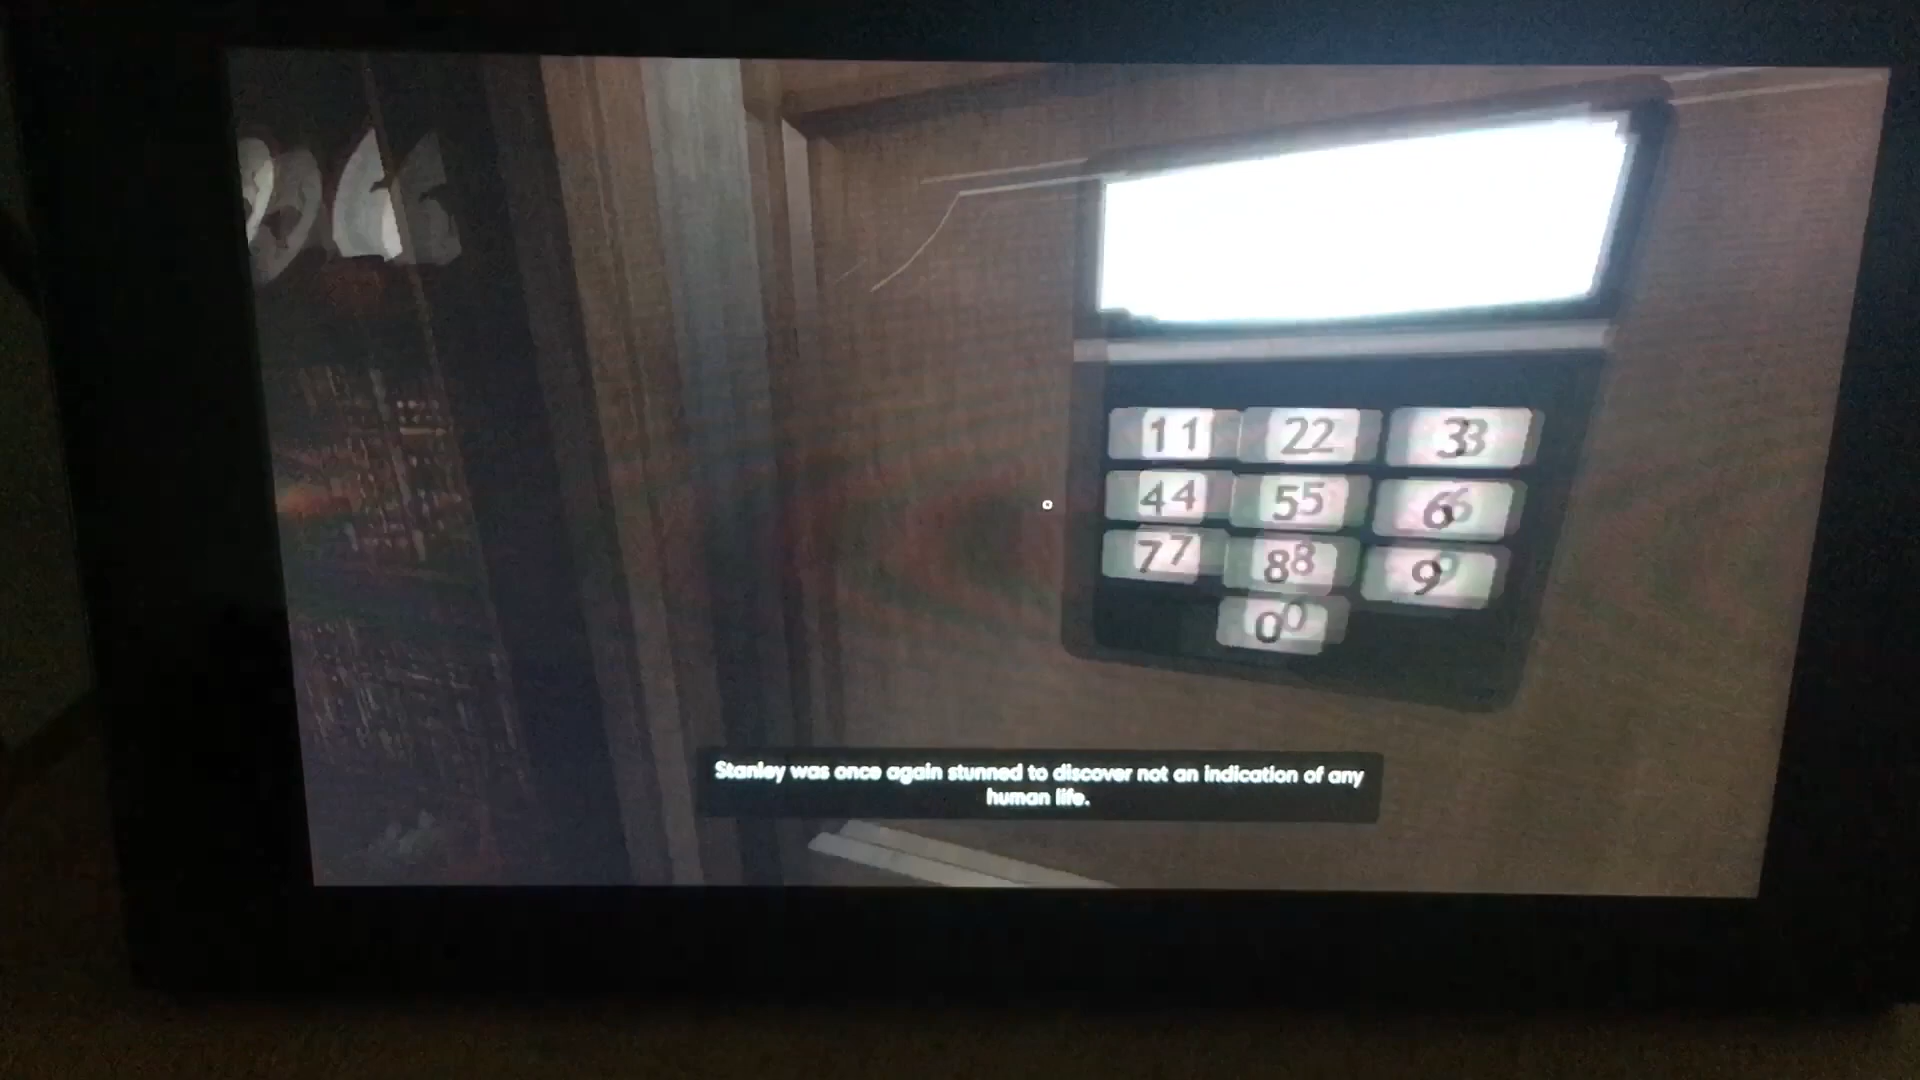 11 22 33
44 55 66
77 88 99
00
Stanley was once again stunned to discover not an indication of any
human life.